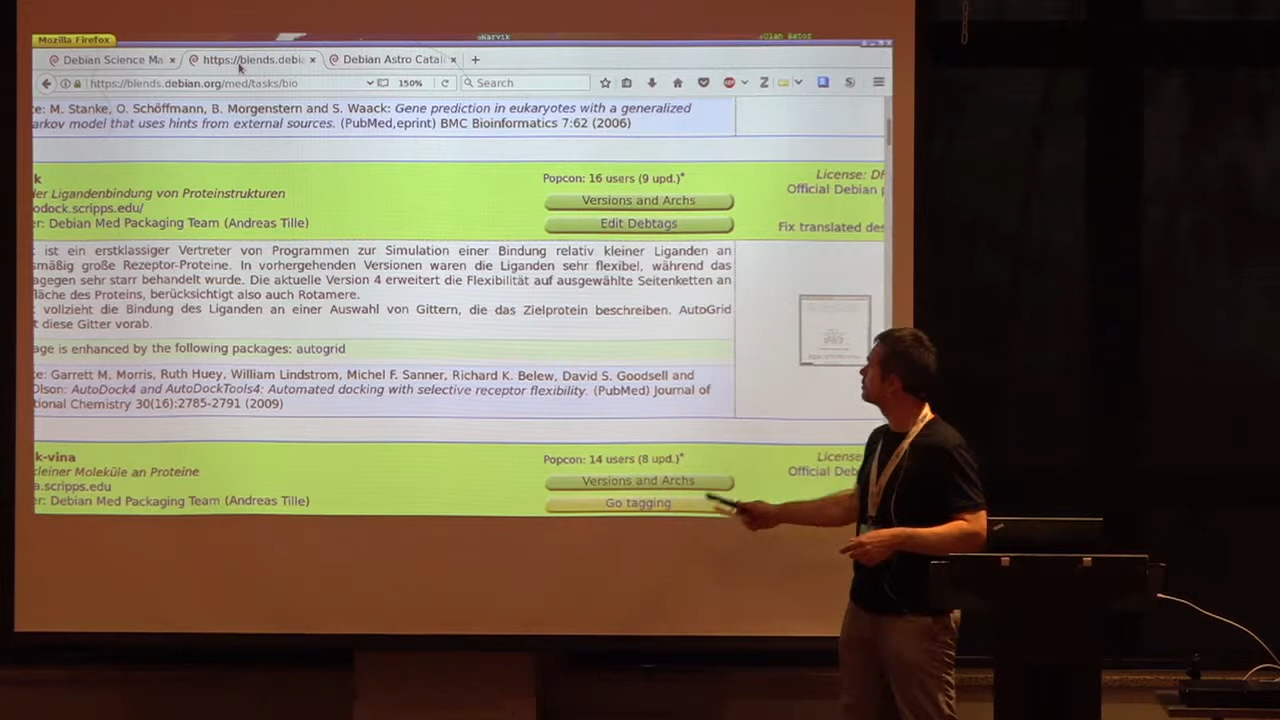 Mozilla Firefox
@Narvik
@Ulan Bator
Debian Science Ma ×
https://blends.debia ×
Debian Astro Catal ×
+
https://blends.debian.org/med/tasks/bio
150%
Search
e: M. Stanke, O. Schöffmann, B. Morgenstern and S. Waack: Gene prediction in eukaryotes with a generalized
arkov model that uses hints from external sources. (PubMed,eprint) BMC Bioinformatics 7:62 (2006)
k
Popcon: 16 users (9 upd.)*
License: DF
der Ligandenbindung von Proteinstrukturen
Versions and Archs
Official Debian p
odock.scripps.edu/
er: Debian Med Packaging Team (Andreas Tille)
Edit Debtags
Fix translated des
ist ein erstklassiger Vertreter von Programmen zur Simulation einer Bindung relativ kleiner Liganden an
smäßig große Rezeptor-Proteine. In vorhergehenden Versionen waren die Liganden sehr flexibel, während das
agegen sehr starr behandelt wurde. Die aktuelle Version 4 erweitert die Flexibilität auf ausgewählte Seitenketten an
fläche des Proteins, berücksichtigt also auch Rotamere.
vollzieht die Bindung des Liganden an einer Auswahl von Gittern, die das Zielprotein beschreiben. AutoGrid
t diese Gitter vorab.
age is enhanced by the following packages: autogrid
e: Garrett M. Morris, Ruth Huey, William Lindstrom, Michel F. Sanner, Richard K. Belew, David S. Goodsell and
Olson: AutoDock4 and AutoDockTools4: Automated docking with selective receptor flexibility. (PubMed) Journal of
tional Chemistry 30(16):2785-2791 (2009)
k-vina
Popcon: 14 users (8 upd.)*
License
kleiner Moleküle an Proteine
Versions and Archs
Official Deb
a.scripps.edu
er: Debian Med Packaging Team (Andreas Tille)
Go tagging